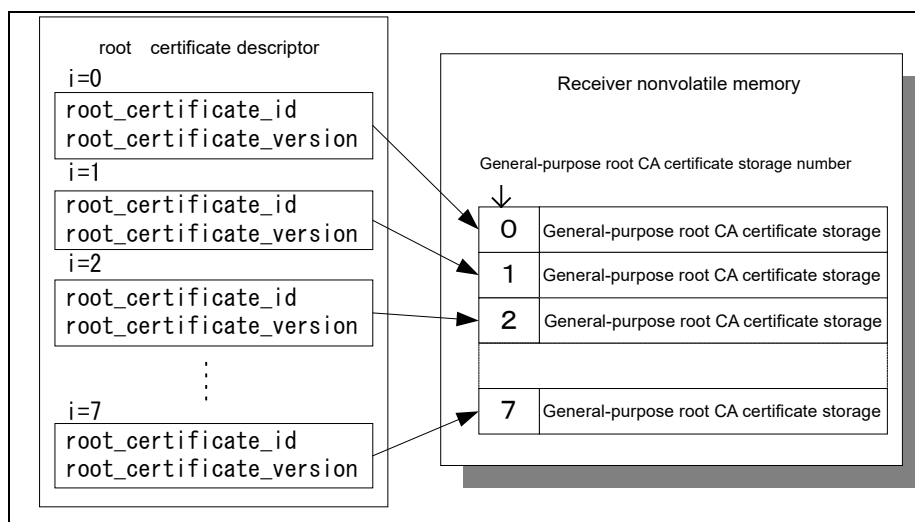 root certificate descriptor
i=0
root_certificate_id
root_certificate_version
i=1
root_certificate_id
root_certificate_version
i=2
root_certificate_id
root_certificate_version
i=7
root_certificate_id
root_certificate_version
Receiver nonvolatile memory
General-purpose root CA certificate storage number
0 General-purpose root CA certificate storage
1 General-purpose root CA certificate storage
2 General-purpose root CA certificate storage
7 General-purpose root CA certificate storage